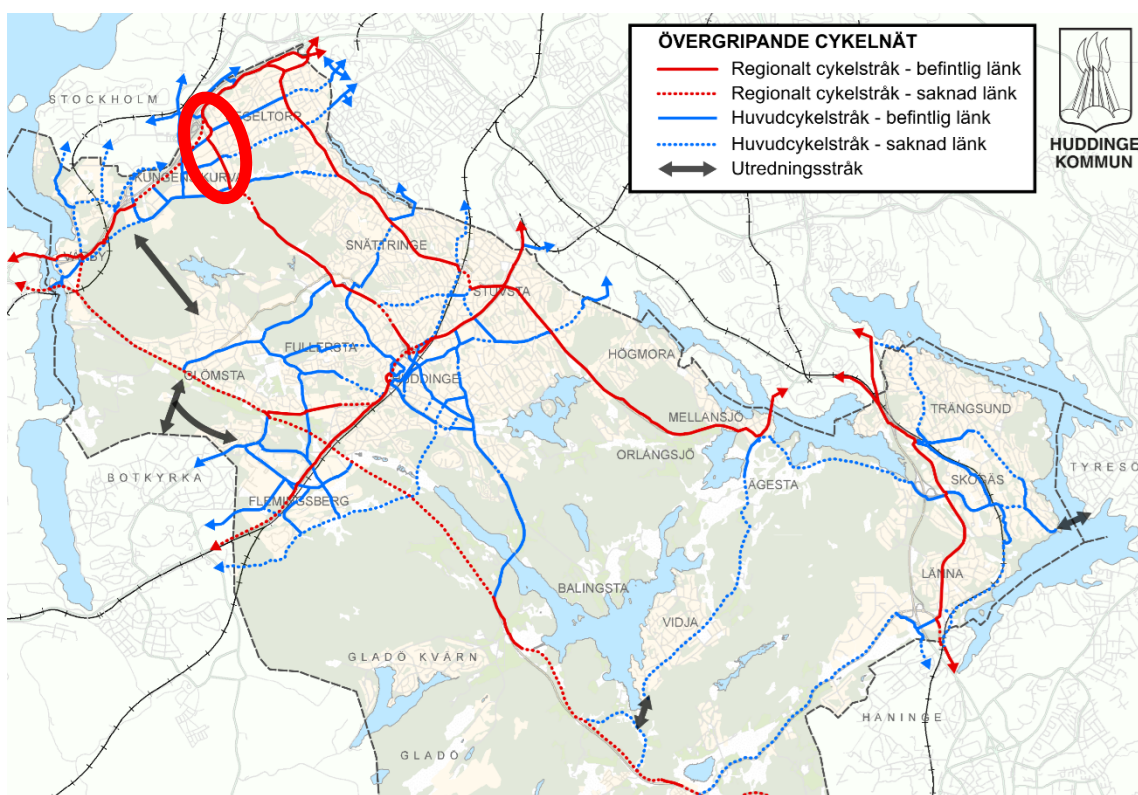 ÖVERGRIPANDE CYKELNÄT
Regionalt cykelstråk - befintlig länk
Regionalt cykelstråk - saknad länk
Huvudcykelstråk - befintlig länk
Huvudcykelstråk - saknad länk
Utredningsstråk
HUDDINGE
KOMMUN
STOCKHOLM
SEGELTORP
KUNGENS KURVA
VÅRBY
SNÄTTRINGE
STUVSTA
FULLERSTA
HUDDINGE
GLÖMSTA
HÖGMORA
MELLANSJÖ
ORLÅNGSJÖ
TRÅNGSUND
BOTKYRKA
FLEMINGSBERG
ÅGESTA
SKOGÅS
TYRESÖ
LÄNNA
BALINGSTA
VIDJA
GLADÖ KVARN
HANINGE
GLADÖ